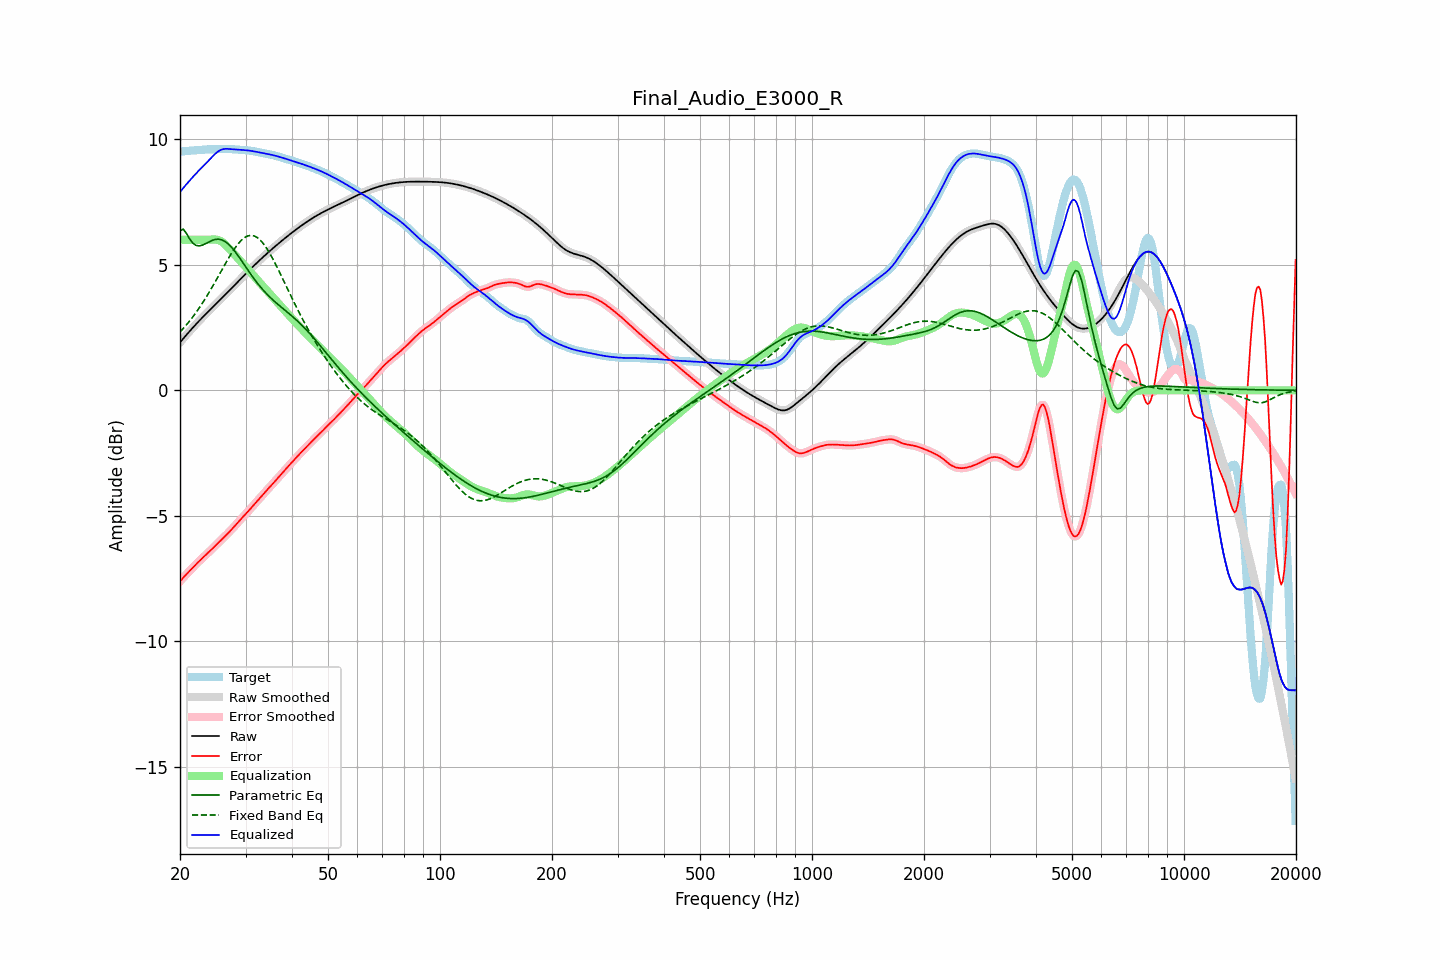 Final_Audio_E3000_R
Amplitude (dBr)
10
5
0
−5
−10
−15
Target
Raw Smoothed
Error Smoothed
Raw
Error
Equalization
Parametric Eq
Fixed Band Eq
Equalized
20 50 100 200 500 1000 2000 5000 10000 20000
Frequency (Hz)